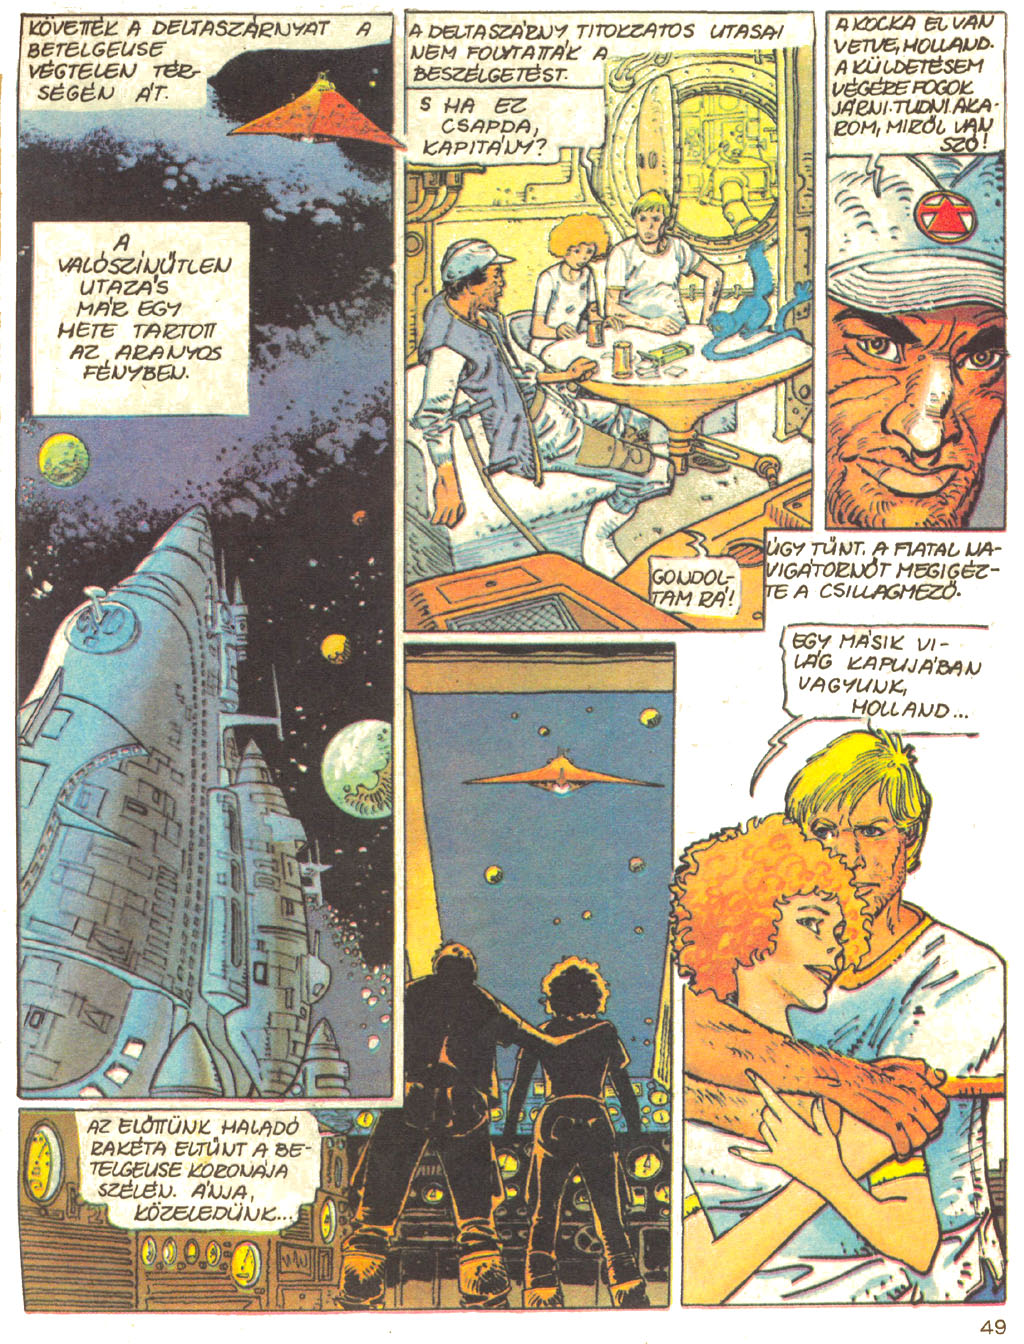 KÖVETTÉK A DELTASZÁRNYAT A
BETELGEUSE
VÉGTELEN TÉR-
SÉGÉN ÁT.
A
VALÓSZÍNŰTLEN
UTAZÁS
MÁR EGY
HETE TARTOTT
AZ ARANYOS
FÉNYBEN.
A DELTASZÁRNY TITOKZATOS UTASAI
NEM FOLYTATTÁK A
BESZÉLGETÉST.
S HA EZ
CSAPDA,
KAPITÁNY?
GONDOL-
TAM RÁ!
A KOCKA EL VAN
VETVE, HOLLAND.
A KÜLDETÉSEM
VÉGÉRE FOGOK
JÁRNI. TUDNI AKA-
ROM, MIRŐL VAN
SZÓ!
ÚGY TŰNT. A FIATAL NA-
VIGÁTORNŐT MEGIGÉZ-
TE A CSILLAGMEZŐ.
EGY MÁSIK VI-
LÁG KAPUJÁBAN
VAGYUNK,
HOLLAND...
AZ ELŐTTÜNK HALADÓ
RAKÉTA ELTŰNT A BE-
TELGEUSE KORONÁJA
SZÉLÉN. ÁNJA,
KÖZELEDÜNK...
49